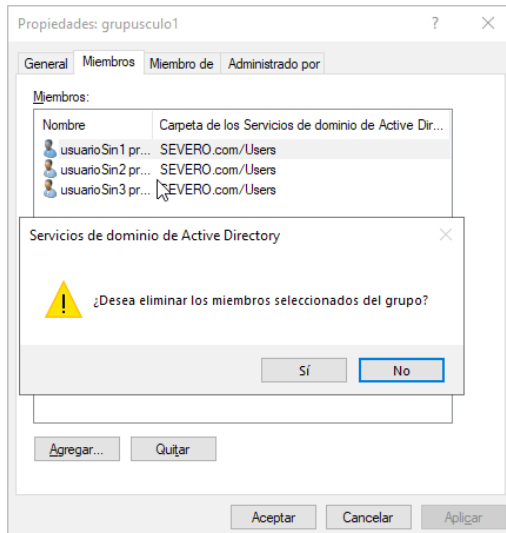 Propiedades: grupusculo1 ? ×
General Miembros Miembro de Administrado por
Miembros:
Nombre Carpeta de los Servicios de dominio de Active Dir...
usuarioSin1 pr... SEVERO.com/Users
usuarioSin2 pr... SEVERO.com/Users
usuarioSin3 pr... SEVERO.com/Users
Servicios de dominio de Active Directory ×
¿Desea eliminar los miembros seleccionados del grupo?
Sí No
Agregar... Quitar
Aceptar Cancelar Aplicar